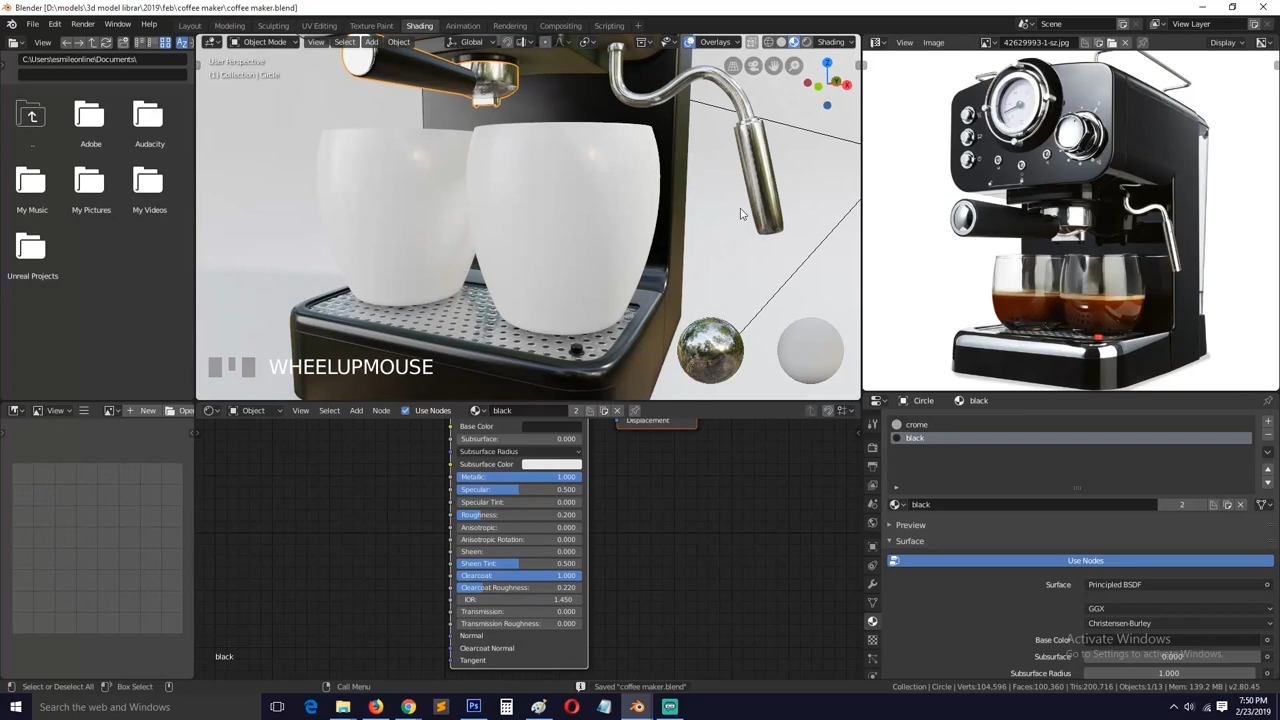 Blender [D:\models\3d model librar\2019\feb\coffee maker\coffee maker.blend]
File Edit Render Window Help Layout Modeling Sculpting UV Editing Texture Paint Shading Animation Rendering Compositing Scripting Scene View Layer
View
Object Mode View Select Add Object Global Overlays Shading
View Image 42629993-1-sz.jpg Display
C:\Users\esmileonline\Documents\
User Perspective
(1) Collection | Circle
..
Adobe
Audacity
My Music
My Pictures
My Videos
Unreal Projects
WHEELUPMOUSE
View New Open
Object View Select Add Node Use Nodes black 2
Circle black
Displacement
Base Color
Subsurface: 0.000
Subsurface Radius
Subsurface Color
Metallic: 1.000
Specular: 0.500
Specular Tint: 0.000
Roughness: 0.200
Anisotropic: 0.000
Anisotropic Rotation: 0.000
Sheen: 0.000
Sheen Tint: 0.500
Clearcoat: 1.000
Clearcoat Roughness: 0.220
IOR: 1.450
Transmission: 0.000
Transmission Roughness: 0.000
Normal
Clearcoat Normal
Tangent
black
crome
black
black 2
Preview
Surface
Use Nodes
Surface Principled BSDF
GGX
Christensen-Burley
Base Color
Subsurface 0.000
Subsurface Radius 1.000
Activate Windows
Go to Settings to activate Windows.
Select or Deselect All Box Select Call Menu Saved "coffee maker.blend" Collection | Circle | Verts:104,596 | Faces:100,360 | Tris:200,716 | Objects:1/13 | Mem: 139.2 MB | v2.80.45
Type here to search
7:50 PM
2/23/2019